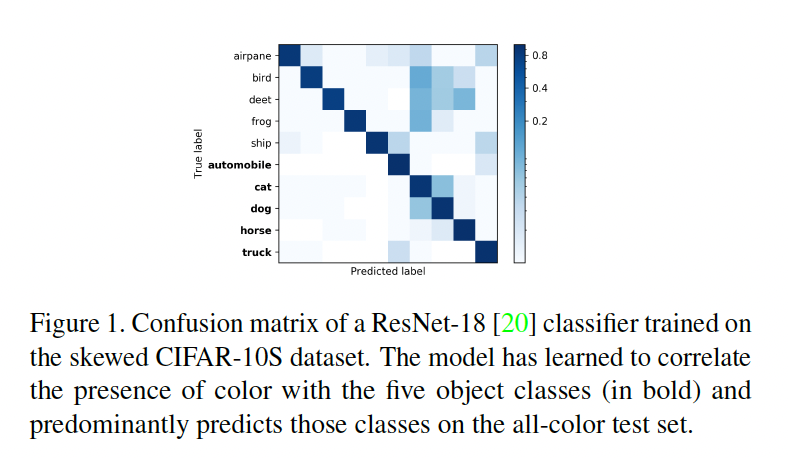 airpane
bird
deet
frog
ship
automobile
cat
dog
horse
truck
True label
Predicted label
0.8
0.4
0.2
Figure 1. Confusion matrix of a ResNet-18 [20] classifier trained on
the skewed CIFAR-10S dataset. The model has learned to correlate
the presence of color with the five object classes (in bold) and
predominantly predicts those classes on the all-color test set.